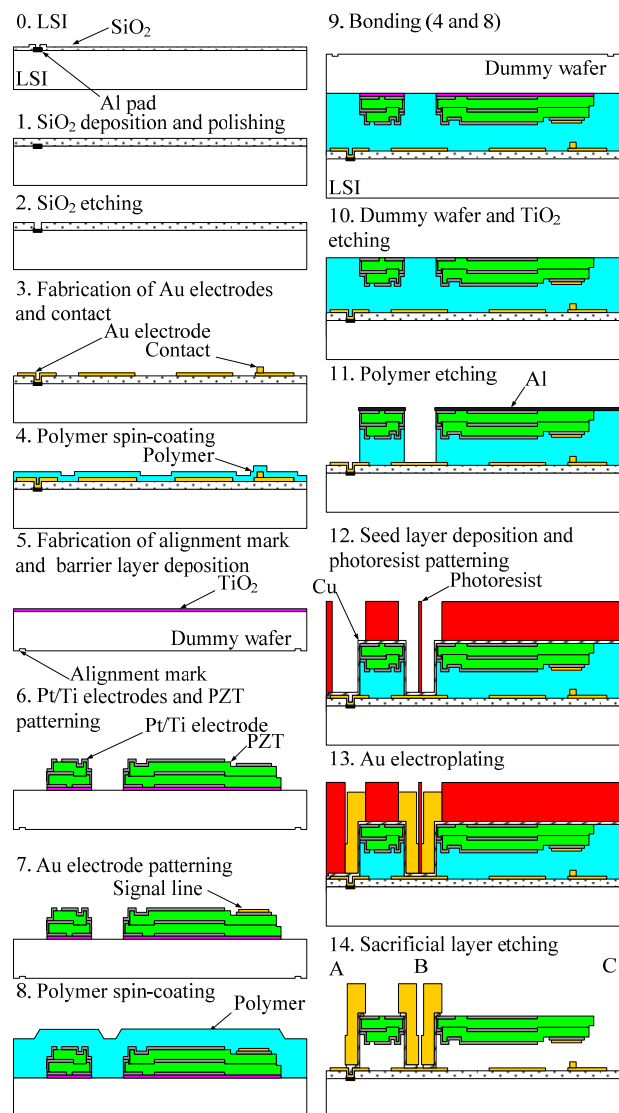 0. LSI
SiO₂
LSI
Al pad
1. SiO₂ deposition and polishing
2. SiO₂ etching
3. Fabrication of Au electrodes
and contact
Au electrode
Contact
4. Polymer spin-coating
Polymer
5. Fabrication of alignment mark
and barrier layer deposition
TiO₂
Dummy wafer
Alignment mark
6. Pt/Ti electrodes and PZT
patterning
Pt/Ti electrode
PZT
7. Au electrode patterning
Signal line
8. Polymer spin-coating
Polymer
9. Bonding (4 and 8)
Dummy wafer
LSI
10. Dummy wafer and TiO₂
etching
11. Polymer etching
Al
12. Seed layer deposition and
photoresist patterning
Cu
Photoresist
13. Au electroplating
14. Sacrificial layer etching
A B C